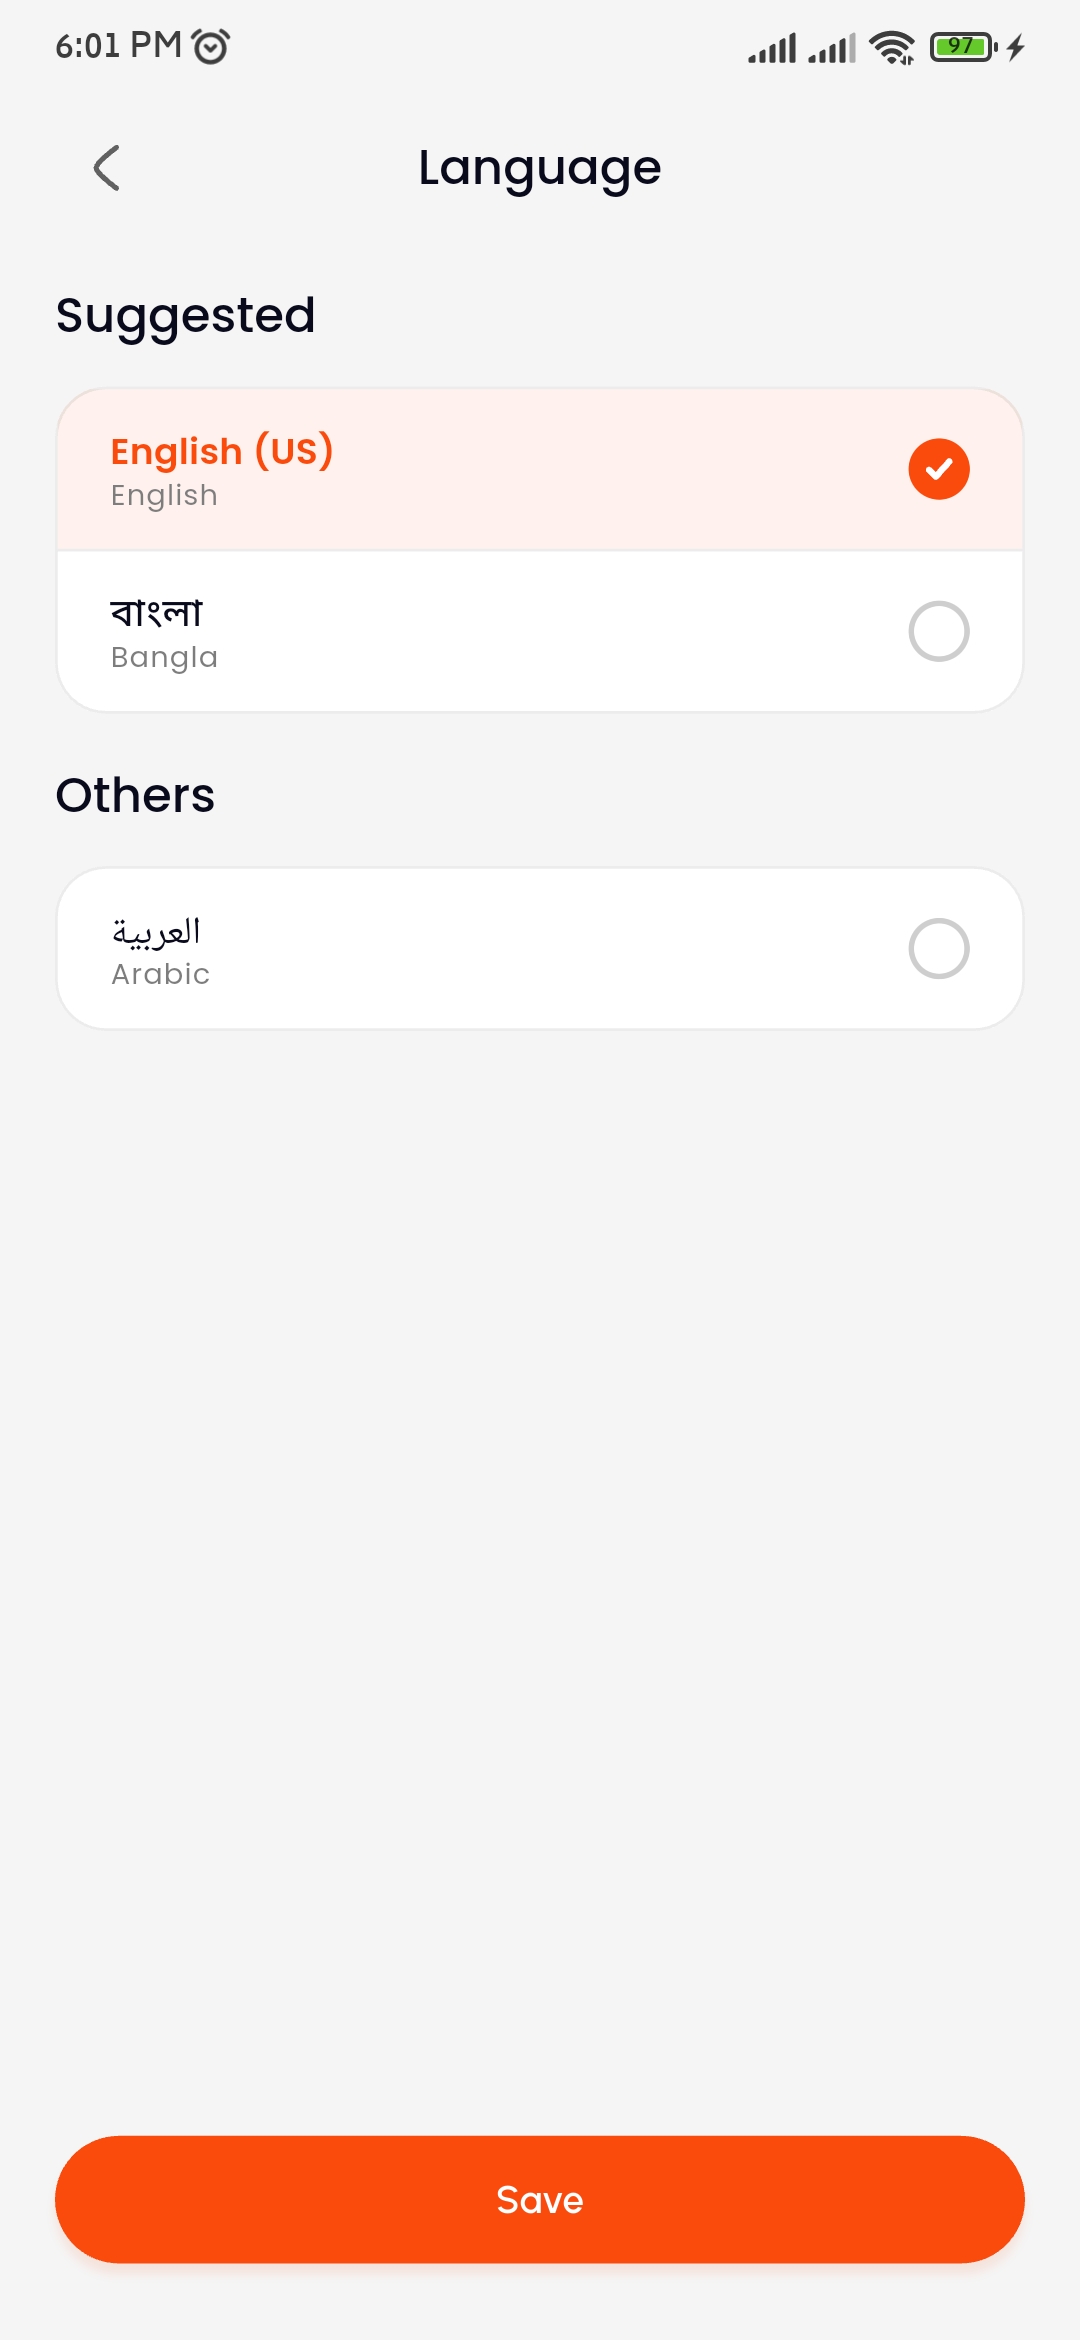 6:01 PM
97
Language
Suggested
English (US)
English
বাংলা
Bangla
Others
العربية
Arabic
Save